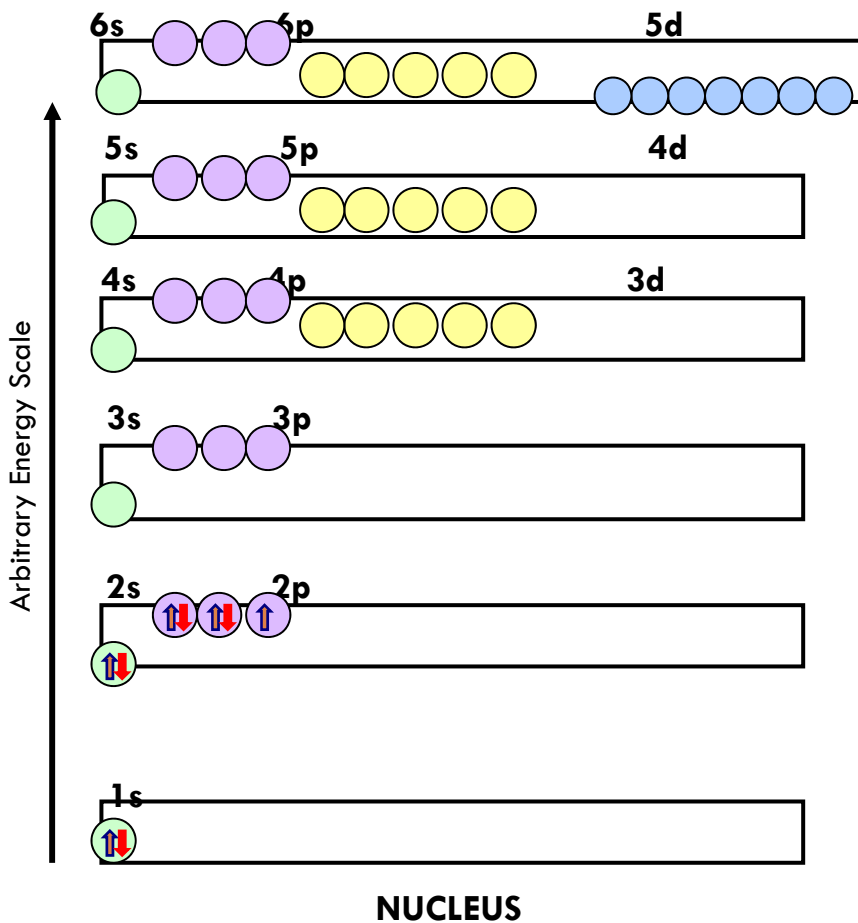 6s 6p 5d
5s 5p 4d
4s 4p 3d
3s 3p
2s 2p
1s
Arbitrary Energy Scale
NUCLEUS